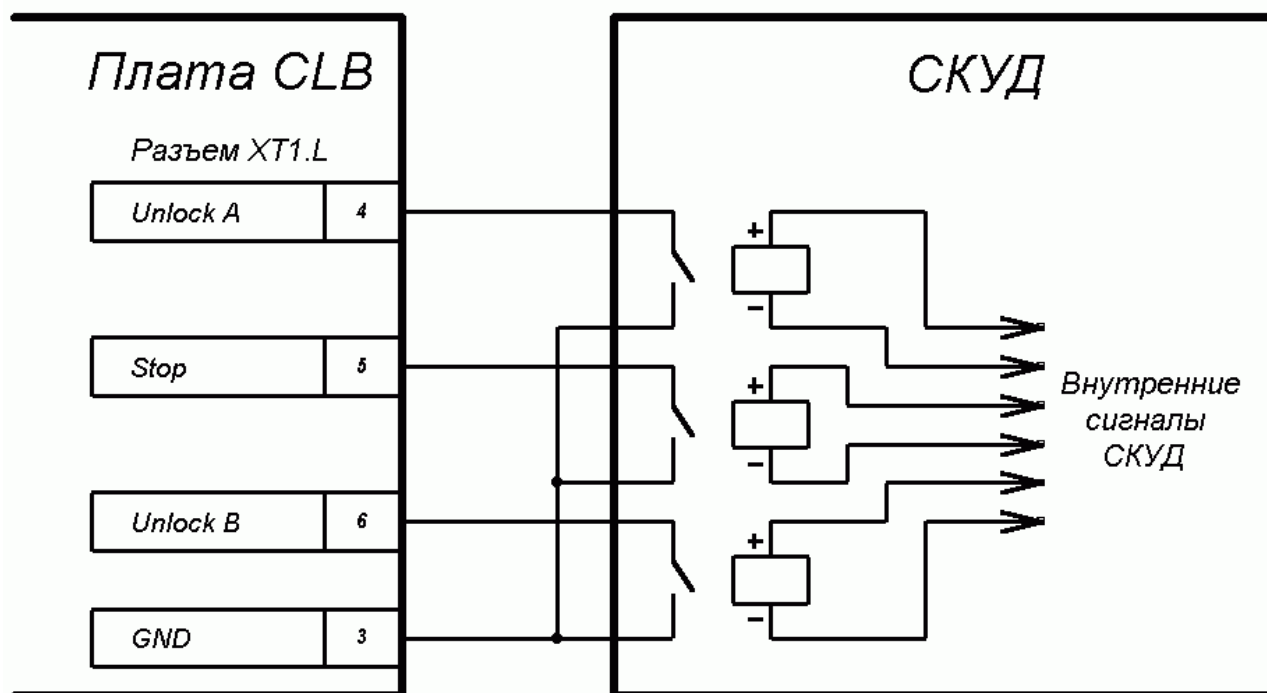 Плата CLB
СКУД
Разъем XT1.L
Unlock A 4
Stop 5
Unlock B 6
GND 3
+
−
+
−
+
−
Внутренние
сигналы
СКУД